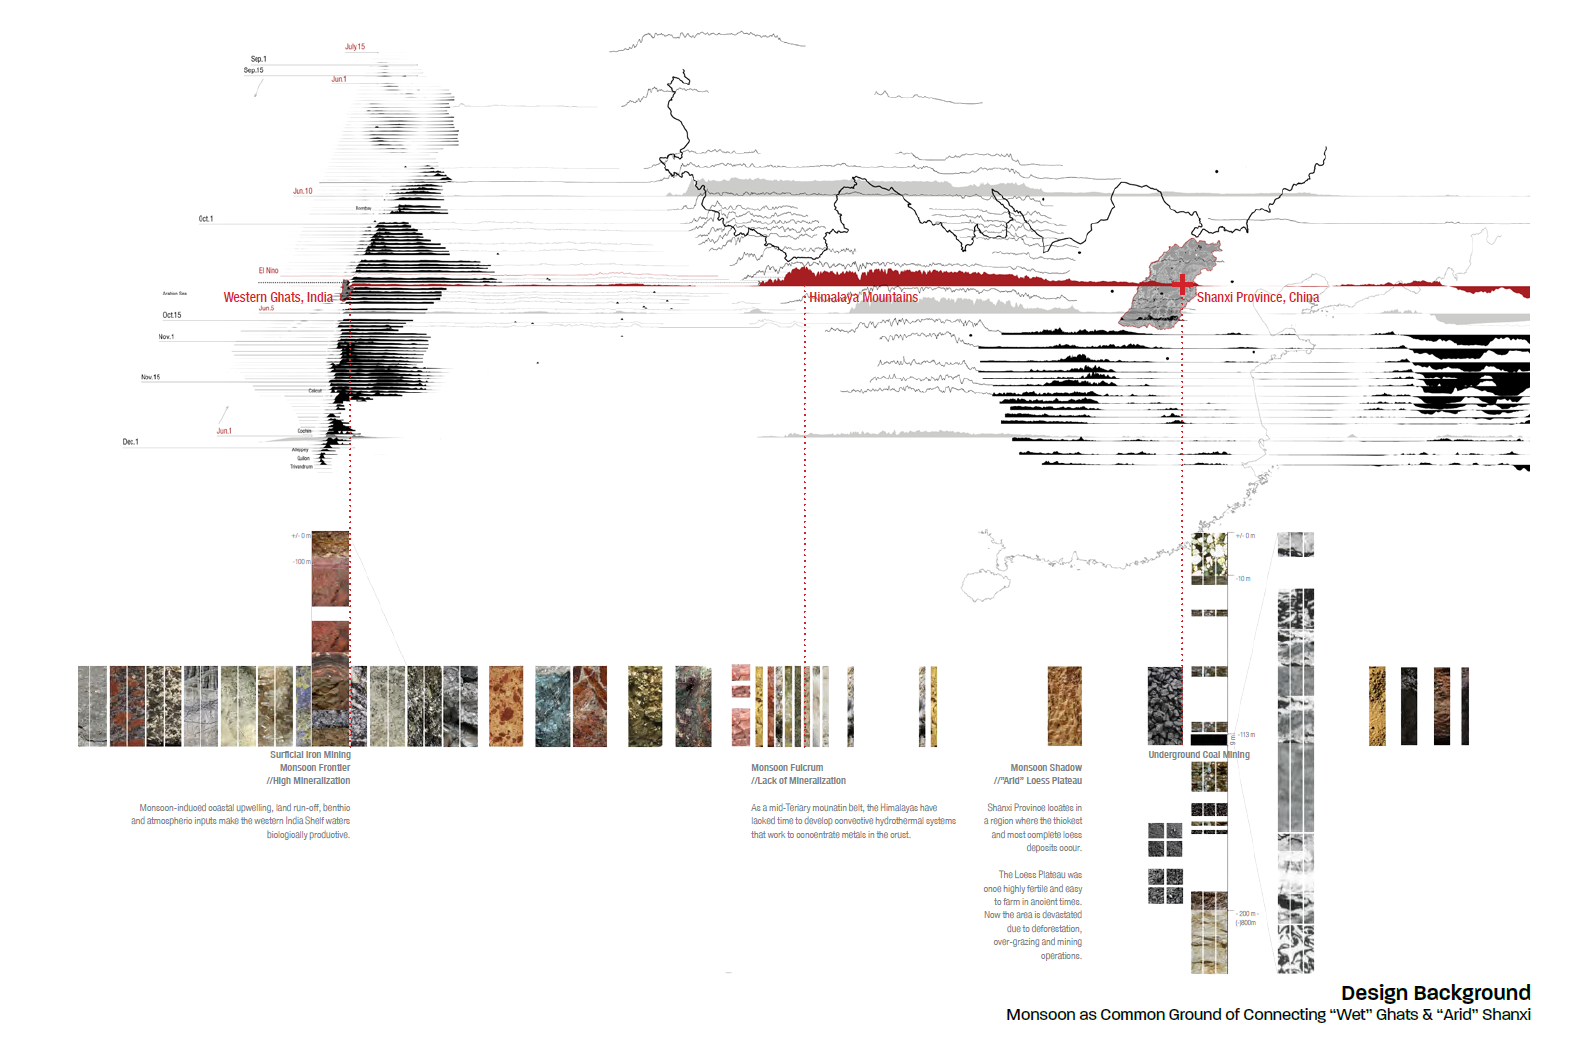 July.15
Sep.1
Sep.15
Jun.1
Jun.10
Bombay
Oct.1
El Nino
Arabian Sea
Western Ghats, India
Himalaya Mountains
Shanxi Province, China
Jun.5
Oct.15
Nov.1
Nov.15
Calicut
Jun.1
Cochin
Dec.1
Alleppey
Quilon
Trivandrum
+/- 0 m
-100 m
+/- 0 m
-10 m
-113 m
9 m
- 200 m -
(-)800m
Surficial Iron Mining
Monsoon Frontier
//High Mineralization
Monsoon-induced coastal upwelling, land run-off, benthio
and atmospherio inputs make the western India Shelf waters
biologically productive.
Monsoon Fulcrum
//Lack of Mineralization
As a mid-Teriary mounatin belt, the Himalayas have
lacked time to develop convective hydrothermal systems
that work to concentrate metals in the crust.
Monsoon Shadow
//"Arid" Loess Plateau
Shanxi Province locates in
a region where the thickest
and most complete loess
deposits occur.
The Loess Plateau was
once highly fertile and easy
to farm in ancient times.
Now the area is devastated
due to deforestation,
over-grazing and mining
operations.
Underground Coal Mining
Design Background
Monsoon as Common Ground of Connecting “Wet” Ghats & “Arid” Shanxi